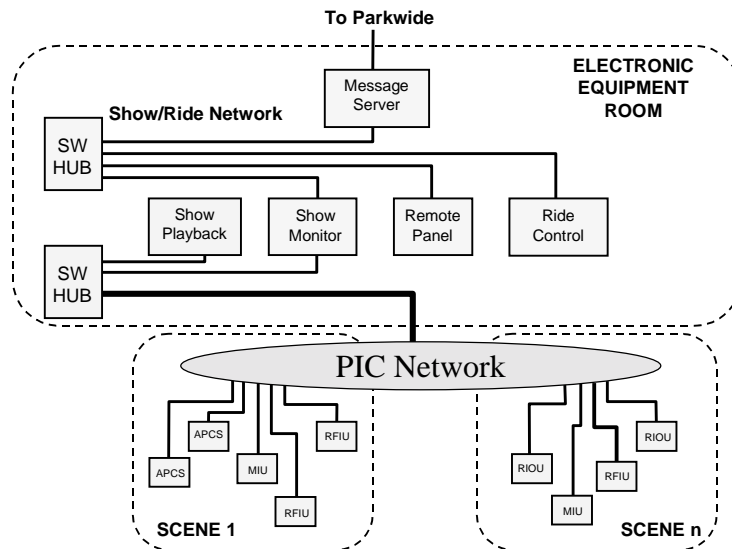 To Parkwide
ELECTRONIC
EQUIPMENT
ROOM
Message
Server
Show/Ride Network
SW
HUB
Show
Playback
Show
Monitor
Remote
Panel
Ride
Control
SW
HUB
PIC Network
APCS
APCS
MIU
RFIU
RFIU
SCENE 1
RIOU
MIU
RFIU
RIOU
SCENE n